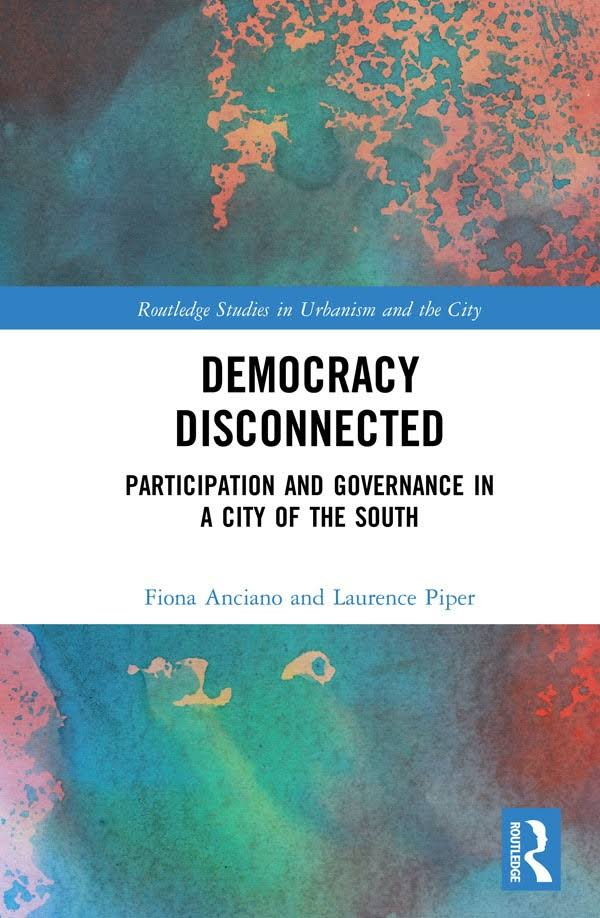 Routledge Studies in Urbanism and the City
DEMOCRACY
DISCONNECTED
PARTICIPATION AND GOVERNANCE IN
A CITY OF THE SOUTH
Fiona Anciano and Laurence Piper
ROUTLEDGE